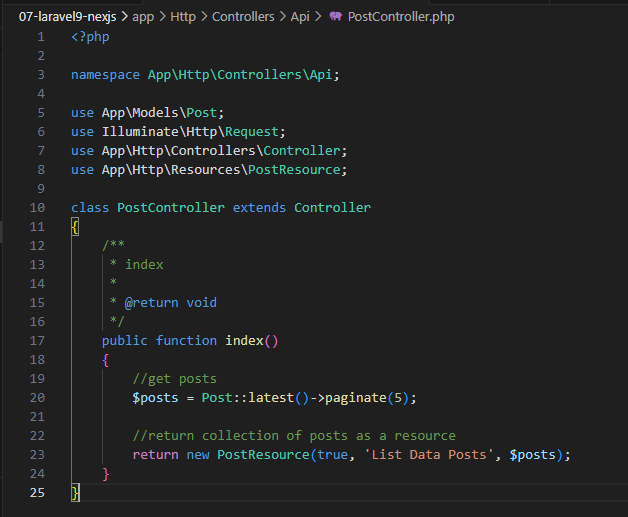 07-laravel9-nexjs > app > Http > Controllers > Api > PostController.php
1 <?php
2
3 namespace App\Http\Controllers\Api;
4
5 use App\Models\Post;
6 use Illuminate\Http\Request;
7 use App\Http\Controllers\Controller;
8 use App\Http\Resources\PostResource;
9
10 class PostController extends Controller
11 {
12     /**
13      * index
14      *
15      * @return void
16      */
17     public function index()
18     {
19         //get posts
20         $posts = Post::latest()->paginate(5);
21
22         //return collection of posts as a resource
23         return new PostResource(true, 'List Data Posts', $posts);
24     }
25 }